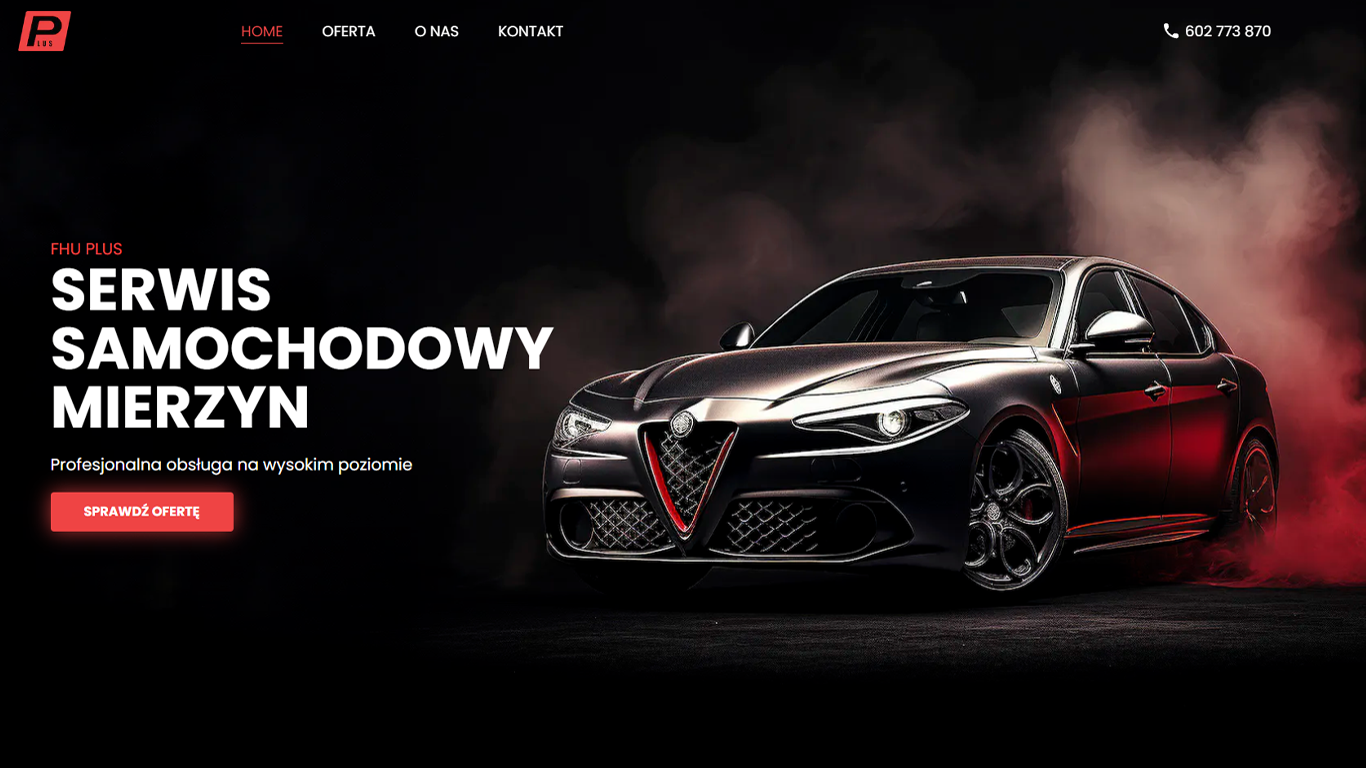 P
LUS
HOME
OFERTA
O NAS
KONTAKT
602 773 870
FHU PLUS
SERWIS
SAMOCHODOWY
MIERZYN
Profesjonalna obsługa na wysokim poziomie
SPRAWDŹ OFERTĘ